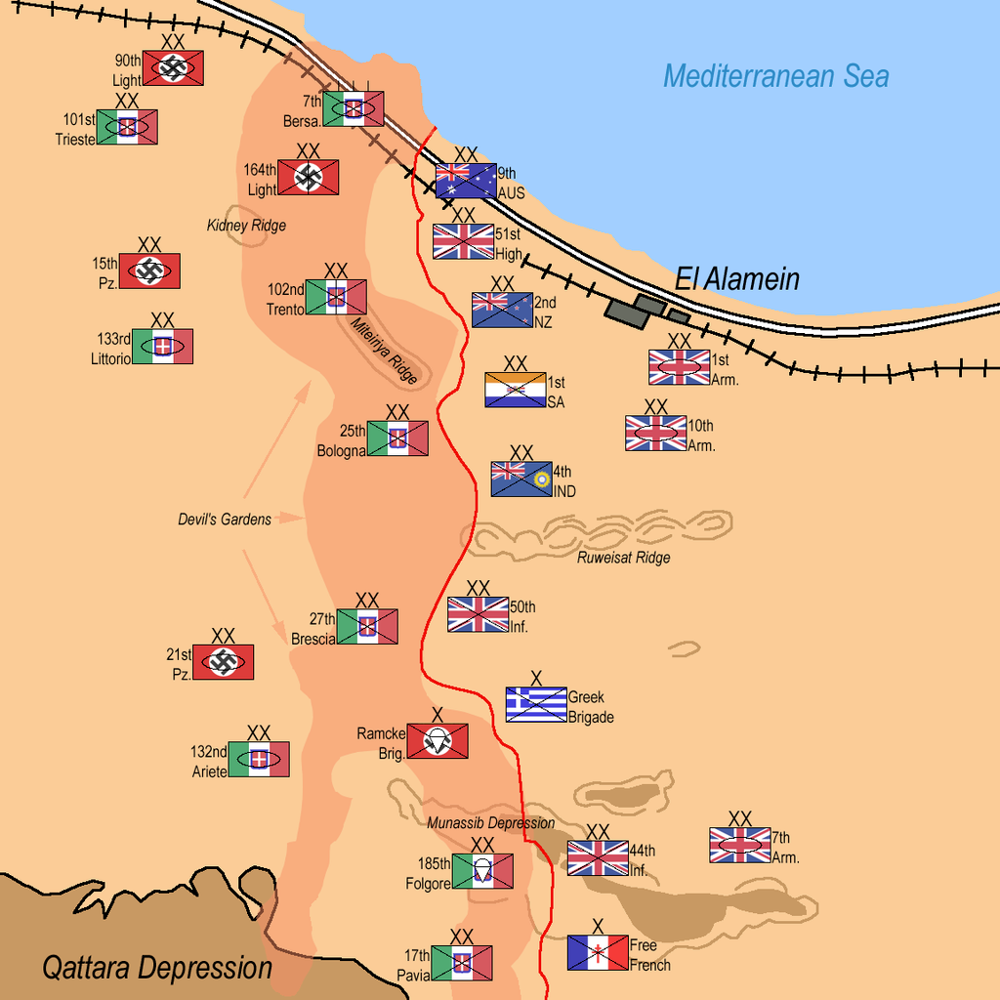 XX
90th
Light
Mediterranean Sea
XX
101st
Trieste
7th
Bersa.
XX
164th
Light
XX
9th
AUS
Kidney Ridge
XX
51st
High
XX
15th
Pz.
XX
102nd
Trento
XX
2nd
NZ
El Alamein
XX
133rd
Littorio
Miteiriya Ridge
XX
1st
Arm.
XX
1st
SA
XX
25th
Bologna
XX
10th
Arm.
XX
4th
IND
Devil's Gardens
Ruweisat Ridge
XX
27th
Brescia
XX
50th
Inf.
XX
21st
Pz.
X
Greek
Brigade
X
Ramcke
Brig.
XX
132nd
Ariete
Munassib Depression
XX
185th
Folgore
XX
44th
Inf.
XX
7th
Arm.
XX
17th
Pavia
X
Free
French
Qattara Depression